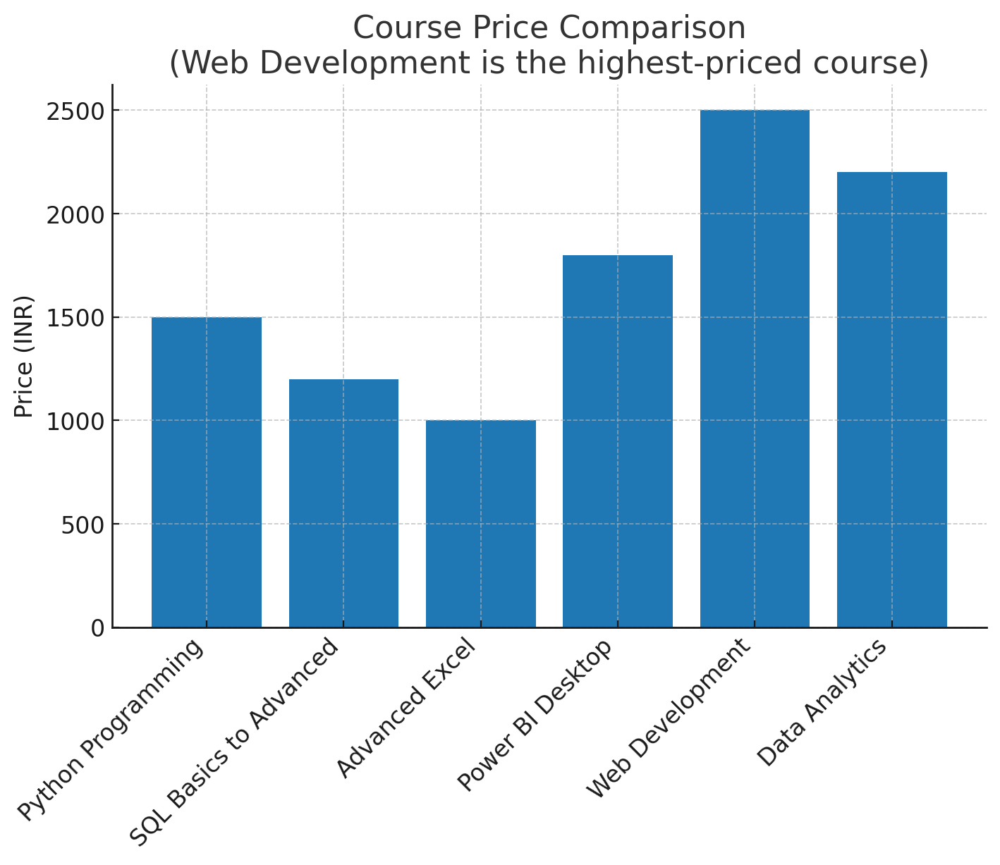 Course Price Comparison
(Web Development is the highest-priced course)
Price (INR)
2500
2000
1500
1000
500
0
Python Programming
SQL Basics to Advanced
Advanced Excel
Power BI Desktop
Web Development
Data Analytics